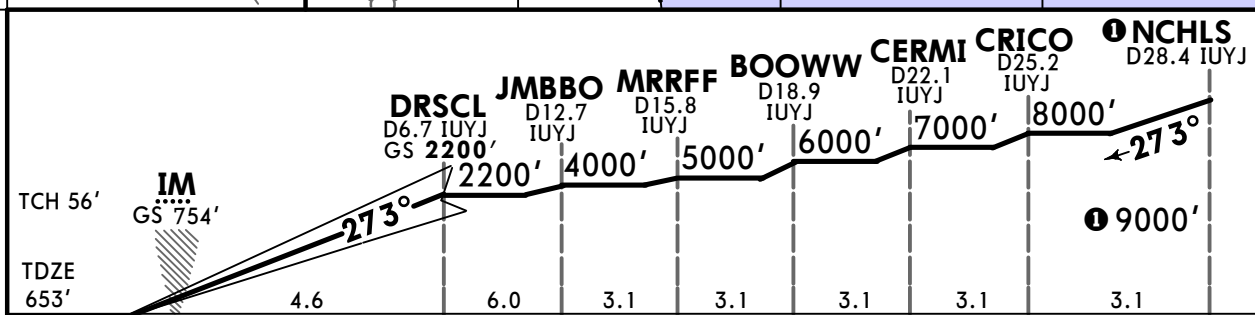 ❶ NCHLS
D28.4 IUYJ
CRICO
D25.2
IUYJ
CERMI
D22.1
IUYJ
BOOWW
D18.9
IUYJ
MRRFF
D15.8
IUYJ
JMBBO
D12.7
IUYJ
DRSCL
D6.7 IUYJ
GS 2200'
8000'
7000'
6000'
5000'
4000'
2200'
273°
❶ 9000'
273°
IM
GS 754'
TCH 56'
TDZE
653'
4.6 6.0 3.1 3.1 3.1 3.1 3.1